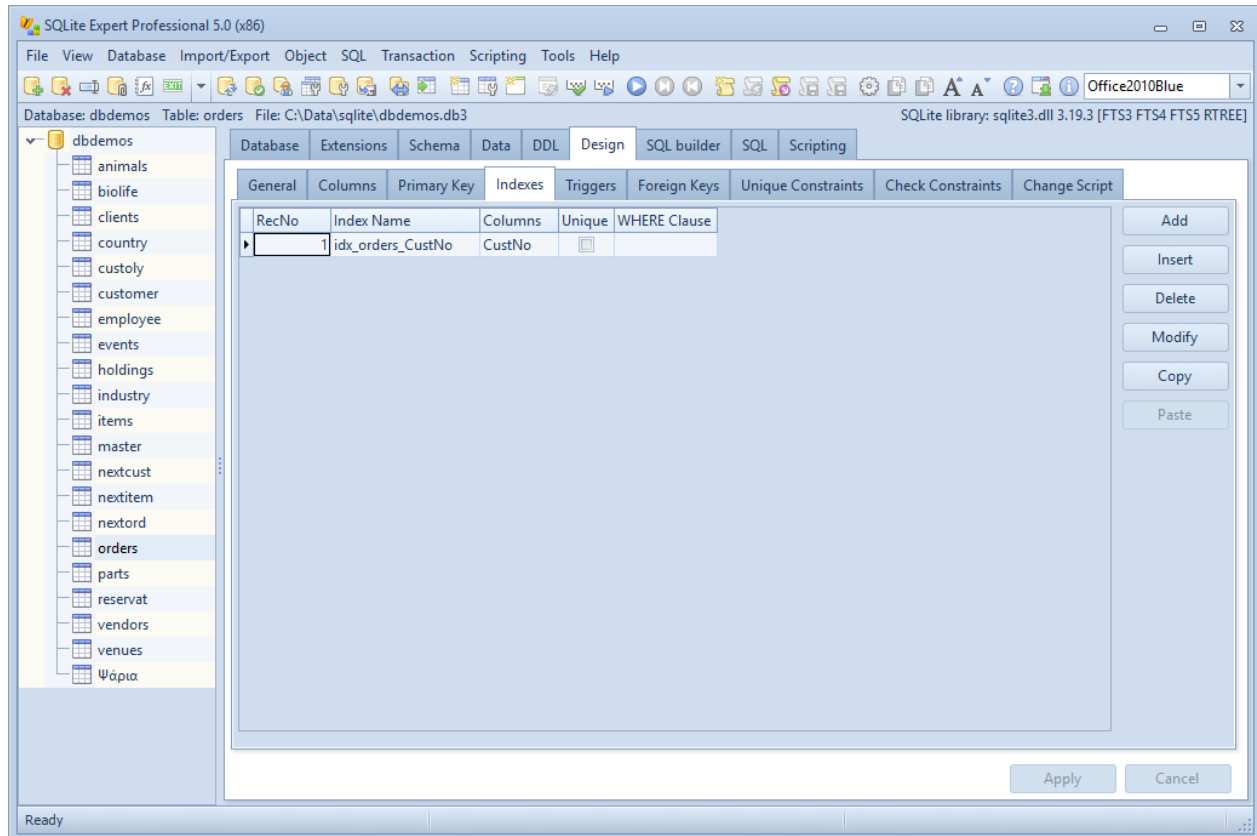 SQLite Expert Professional 5.0 (x86)
File View Database Import/Export Object SQL Transaction Scripting Tools Help
Office2010Blue
Database: dbdemos Table: orders File: C:\Data\sqlite\dbdemos.db3 SQLite library: sqlite3.dll 3.19.3 [FTS3 FTS4 FTS5 RTREE]
dbdemos
animals
biolife
clients
country
custoly
customer
employee
events
holdings
industry
items
master
nextcust
nextitem
nextord
orders
parts
reservat
vendors
venues
Ψάρια
Database Extensions Schema Data DDL Design SQL builder SQL Scripting
General Columns Primary Key Indexes Triggers Foreign Keys Unique Constraints Check Constraints Change Script
RecNo Index Name Columns Unique WHERE Clause
1 idx_orders_CustNo CustNo
Add
Insert
Delete
Modify
Copy
Paste
Apply Cancel
Ready